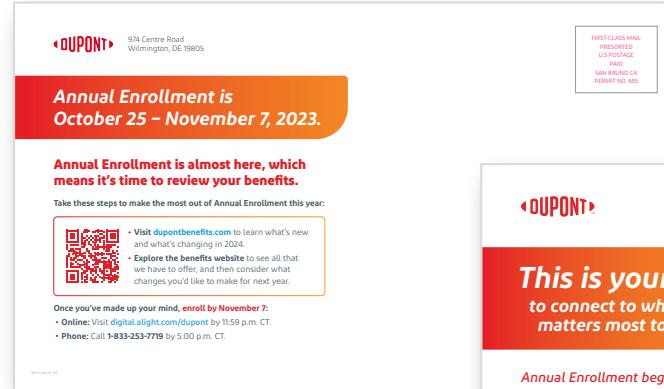 DUPONT
974 Centre Road
Wilmington, DE 19805
FIRST-CLASS MAIL
PRESORTED
U.S POSTAGE
PAID
SAN BRUNO CA
PERMIT NO. 655
Annual Enrollment is
October 25 – November 7, 2023.
Annual Enrollment is almost here, which
means it's time to review your benefits.
Take these steps to make the most out of Annual Enrollment this year:
• Visit dupontbenefits.com to learn what's new
and what's changing in 2024.
• Explore the benefits website to see all that
we have to offer, and then consider what
changes you'd like to make for next year.
Once you've made up your mind, enroll by November 7:
• Online: Visit digital.alight.com/dupont by 11:59 p.m. CT.
• Phone: Call 1-833-253-7719 by 5:00 p.m. CT.
DUPONT
This is your
to connect to wh
matters most to
Annual Enrollment beg